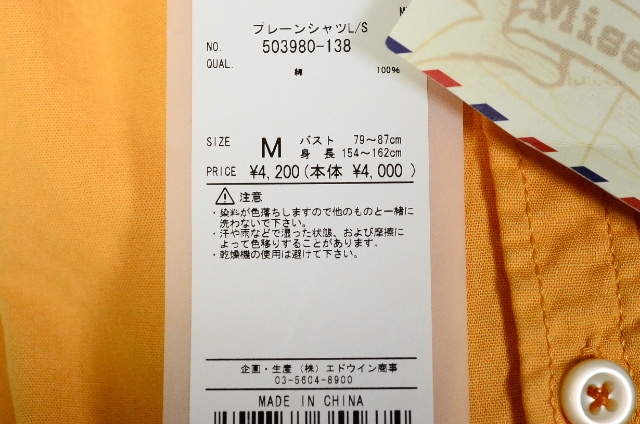 プレーンシャツL/S
NO. 503980-138
QUAL.
綿 100%
Miss
SIZE M バスト 79～87cm
身 長 154～162cm
PRICE ¥4,200(本体 ¥4,000 )
注意
・染料が色落ちしますので他のものと一緒に
洗わないで下さい。
・汗や雨などで湿った状態、および摩擦に
よって色移りすることがあります。
・乾燥機の使用は避けて下さい。
企画・生産 (株) エドウイン商事
03-5604-8900
MADE IN CHINA